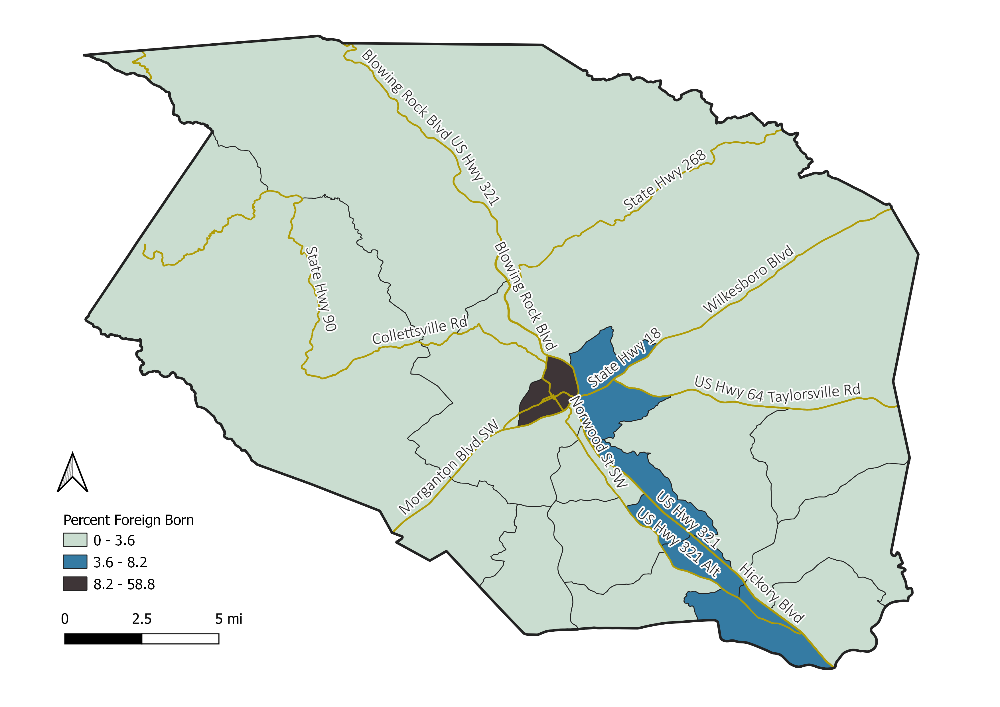 Blowing Rock Blvd US Hwy 321
State Hwy 268
Blowing Rock Blvd
Wilkesboro Blvd
State Hwy 90
Collettsville Rd
State Hwy 18
US Hwy 64 Taylorsville Rd
Norwood St SW
Morganton Blvd SW
US Hwy 321
US Hwy 321 Alt
Hickory Blvd
Percent Foreign Born
0 - 3.6
3.6 - 8.2
8.2 - 58.8
0 2.5 5 mi